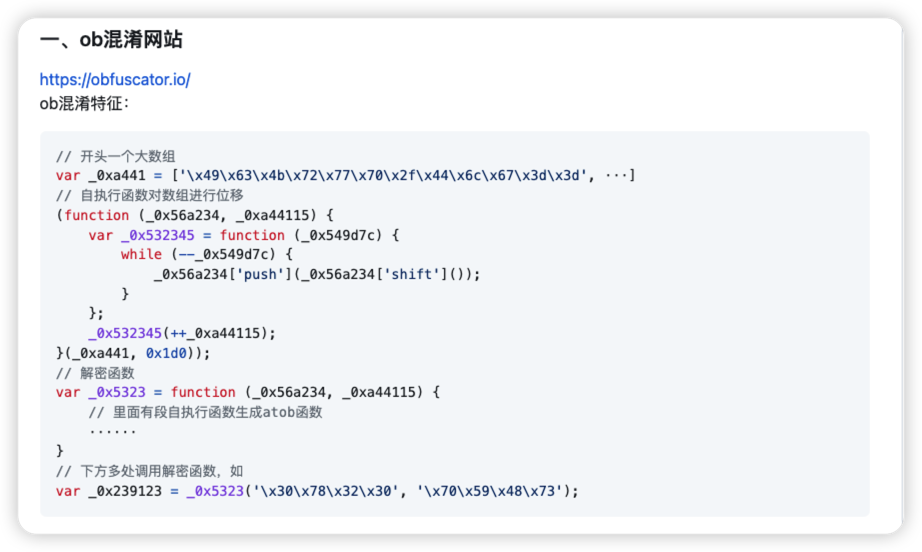 一、ob混淆网站
https://obfuscator.io/
ob混淆特征：
// 开头一个大数组
var _0xa441 = ['\x49\x63\x4b\x72\x77\x70\x2f\x44\x6c\x67\x3d\x3d', ···]
// 自执行函数对数组进行位移
(function (_0x56a234, _0xa44115) {
    var _0x532345 = function (_0x549d7c) {
        while (--_0x549d7c) {
            _0x56a234['push'](_0x56a234['shift']());
        }
    };
    _0x532345(++_0xa44115);
}(_0xa441, 0x1d0));
// 解密函数
var _0x5323 = function (_0x56a234, _0xa44115) {
    // 里面有段自执行函数生成atob函数
    ······
}
// 下方多处调用解密函数，如
var _0x239123 = _0x5323('\x30\x78\x32\x30', '\x70\x59\x48\x73');